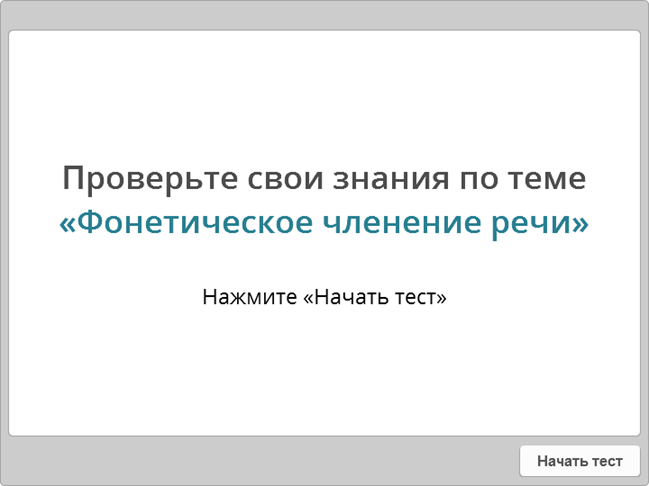 Проверьте свои знания по теме
«Фонетическое членение речи»
Нажмите «Начать тест»
Начать тест